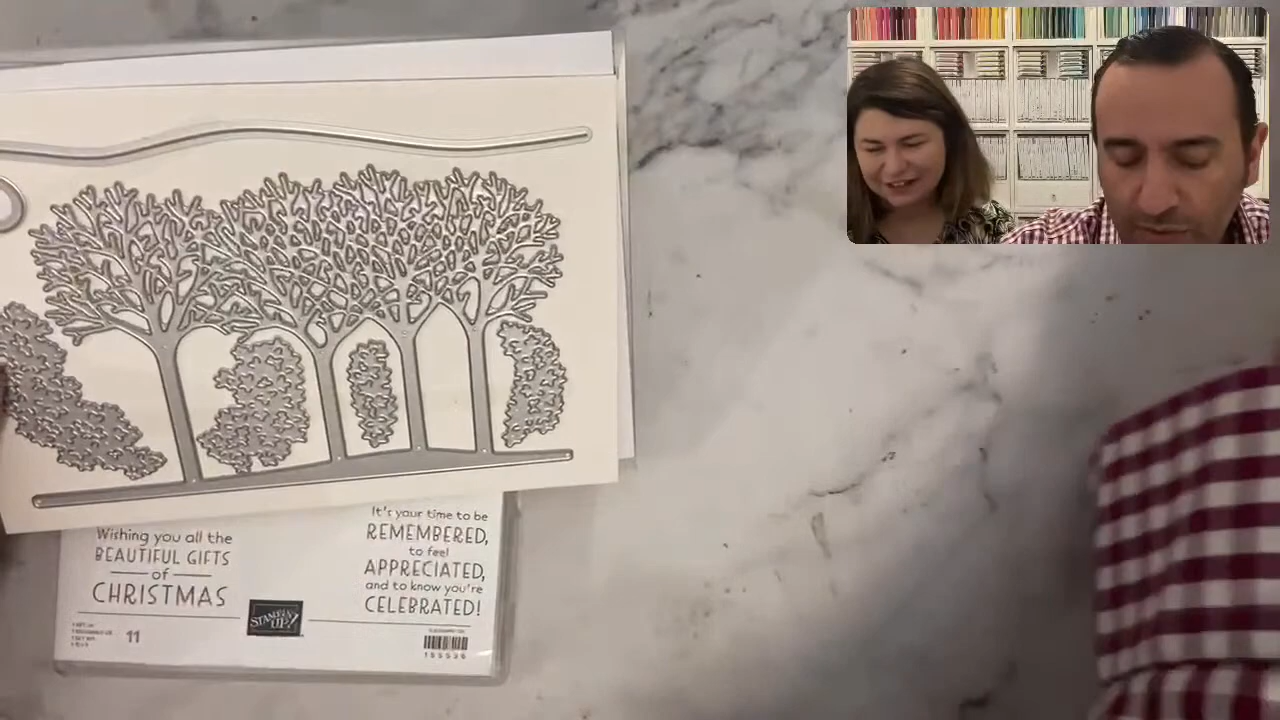 Wishing you all the
BEAUTIFUL GIFTS
of
CHRISTMAS
It's your time to be
REMEMBERED,
to feel
APPRECIATED,
and to know you're
CELEBRATED!
STAMPIN' UP!
11